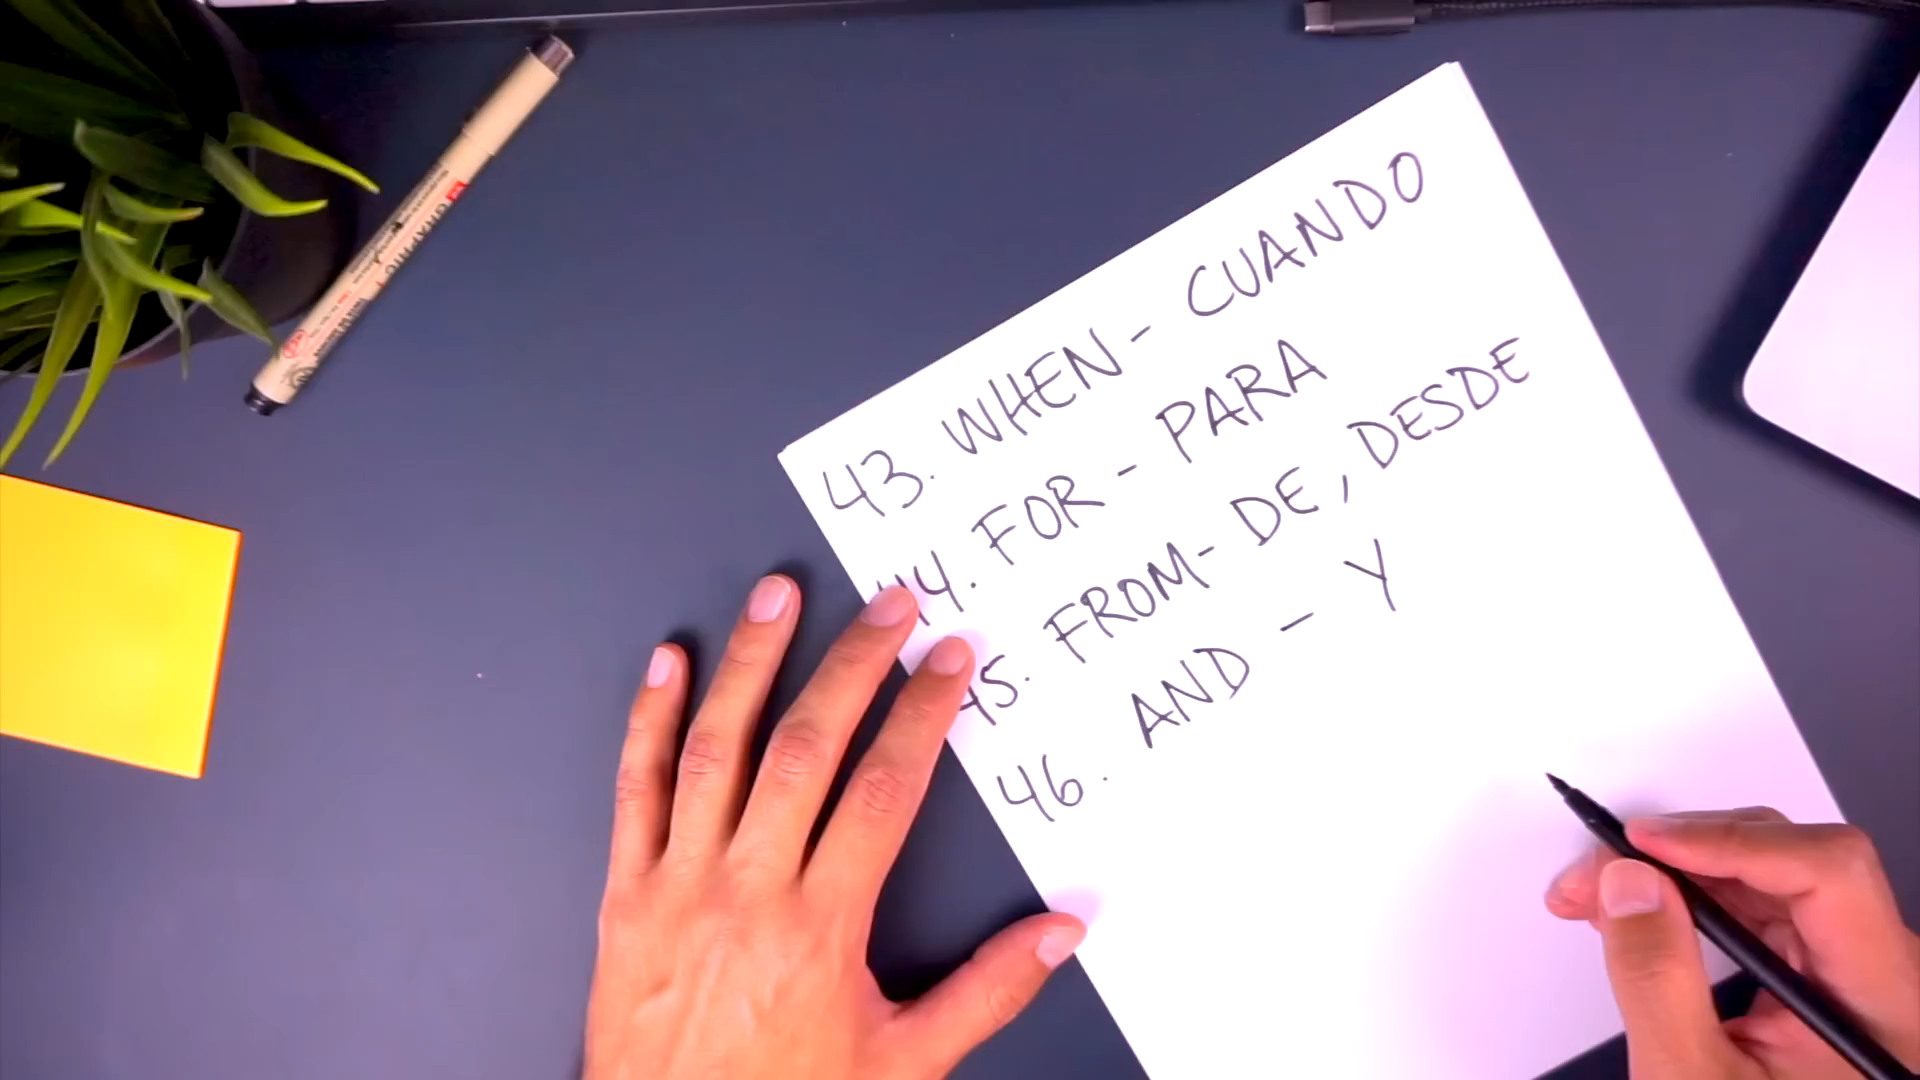 43. WHEN - CUANDO
44. FOR - PARA
45. FROM - DE, DESDE
46. AND - Y